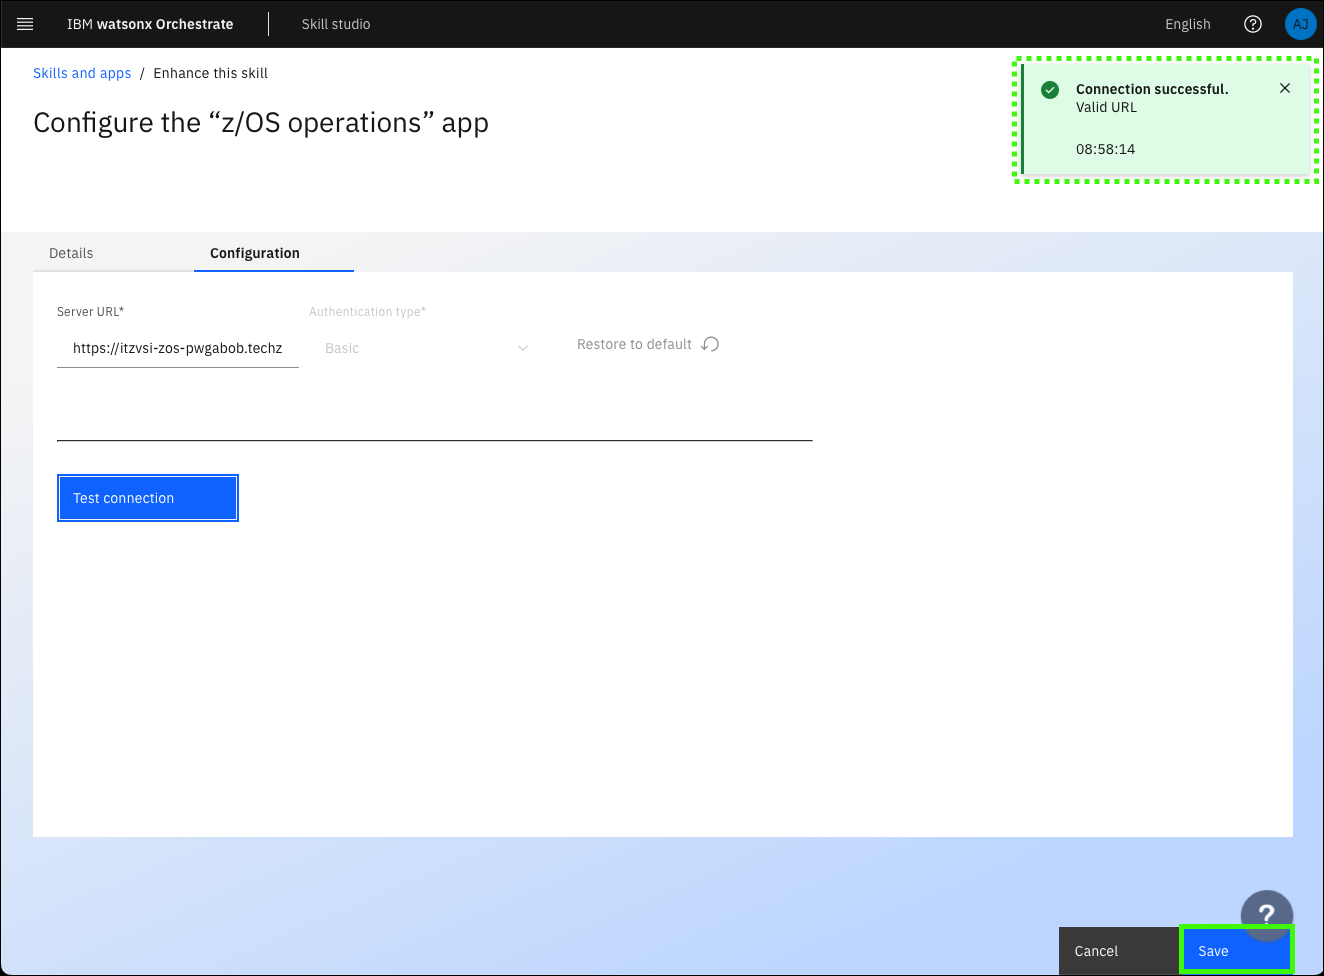 IBM watsonx Orchestrate
Skill studio
English
AJ
Skills and apps / Enhance this skill
Configure the “z/OS operations” app
Connection successful.
Valid URL
08:58:14
Details
Configuration
Server URL*
Authentication type*
https://itzvsi-zos-pwgabob.techz
Basic
Restore to default
Test connection
?
Cancel
Save